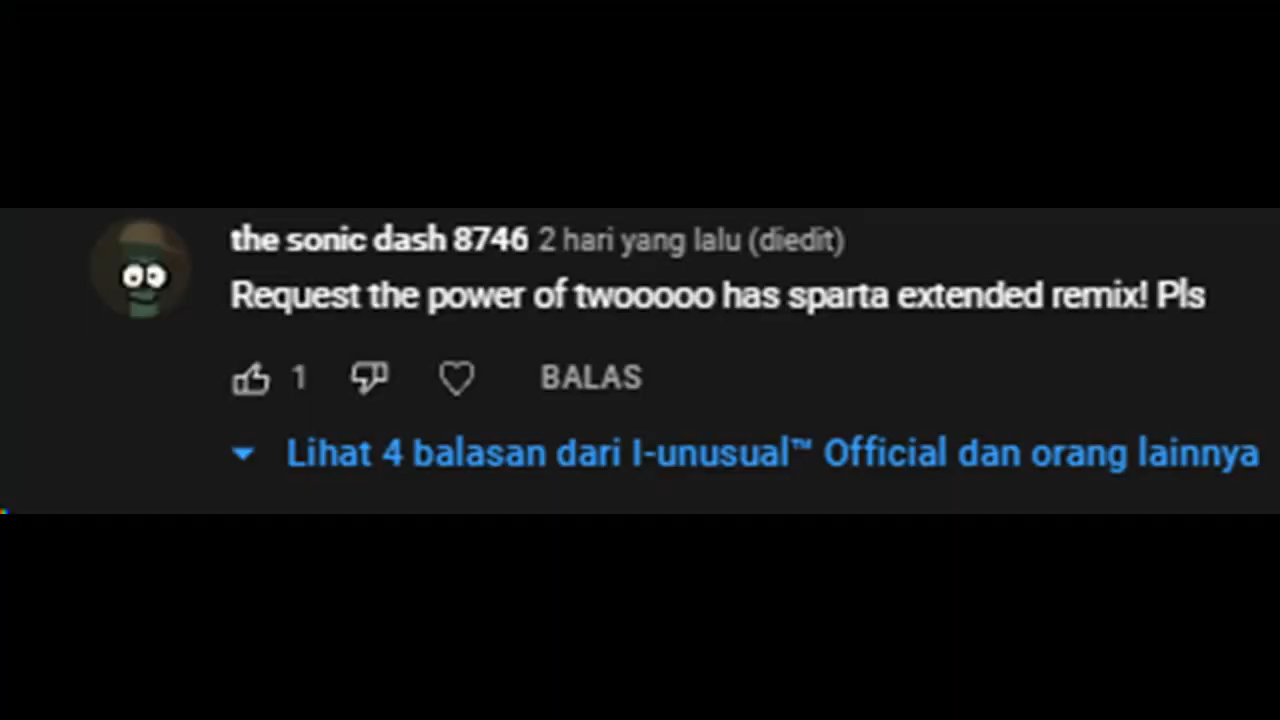 the sonic dash 8746 2 hari yang lalu (diedit)
Request the power of twooooo has sparta extended remix! Pls
1 BALAS
Lihat 4 balasan dari I-unusual™ Official dan orang lainnya